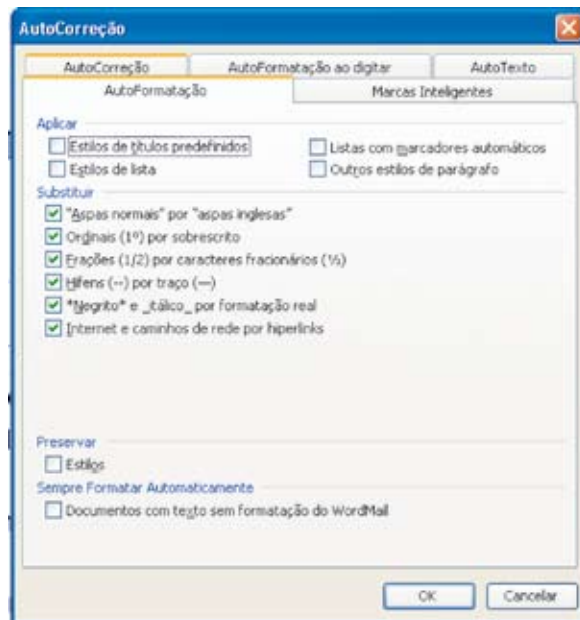 AutoCorreção
AutoCorreção AutoFormatação ao digitar AutoTexto
AutoFormatação Marcas Inteligentes
Aplicar
Estilos de títulos predefinidos Listas com marcadores automáticos
Estilos de lista Outros estilos de parágrafo
Substituir
"Aspas normais" por "aspas inglesas"
Ordinais (1º) por sobrescrito
Frações (1/2) por caracteres fracionários (½)
Hífens (--) por traço (—)
*Negrito* e _itálico_ por formatação real
Internet e caminhos de rede por hiperlinks
Preservar
Estilos
Sempre Formatar Automaticamente
Documentos com texto sem formatação do WordMail
OK Cancelar